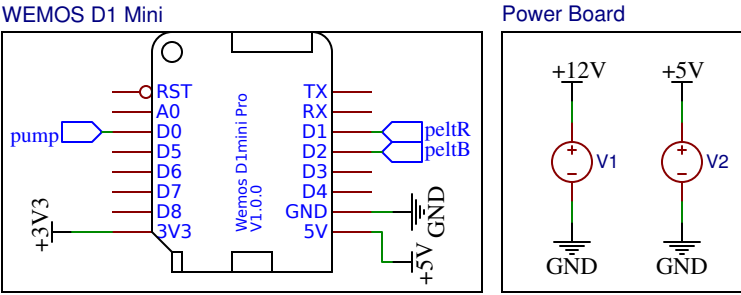 WEMOS D1 Mini
RST
A0
D0
D5
D6
D7
D8
3V3
TX
RX
D1
D2
D3
D4
GND
5V
Wemos D1mini Pro
V1.0.0
pump
peltR
peltB
+3V3
GND
+5V
Power Board
+12V
+5V
+
−
V1
+
−
V2
GND
GND